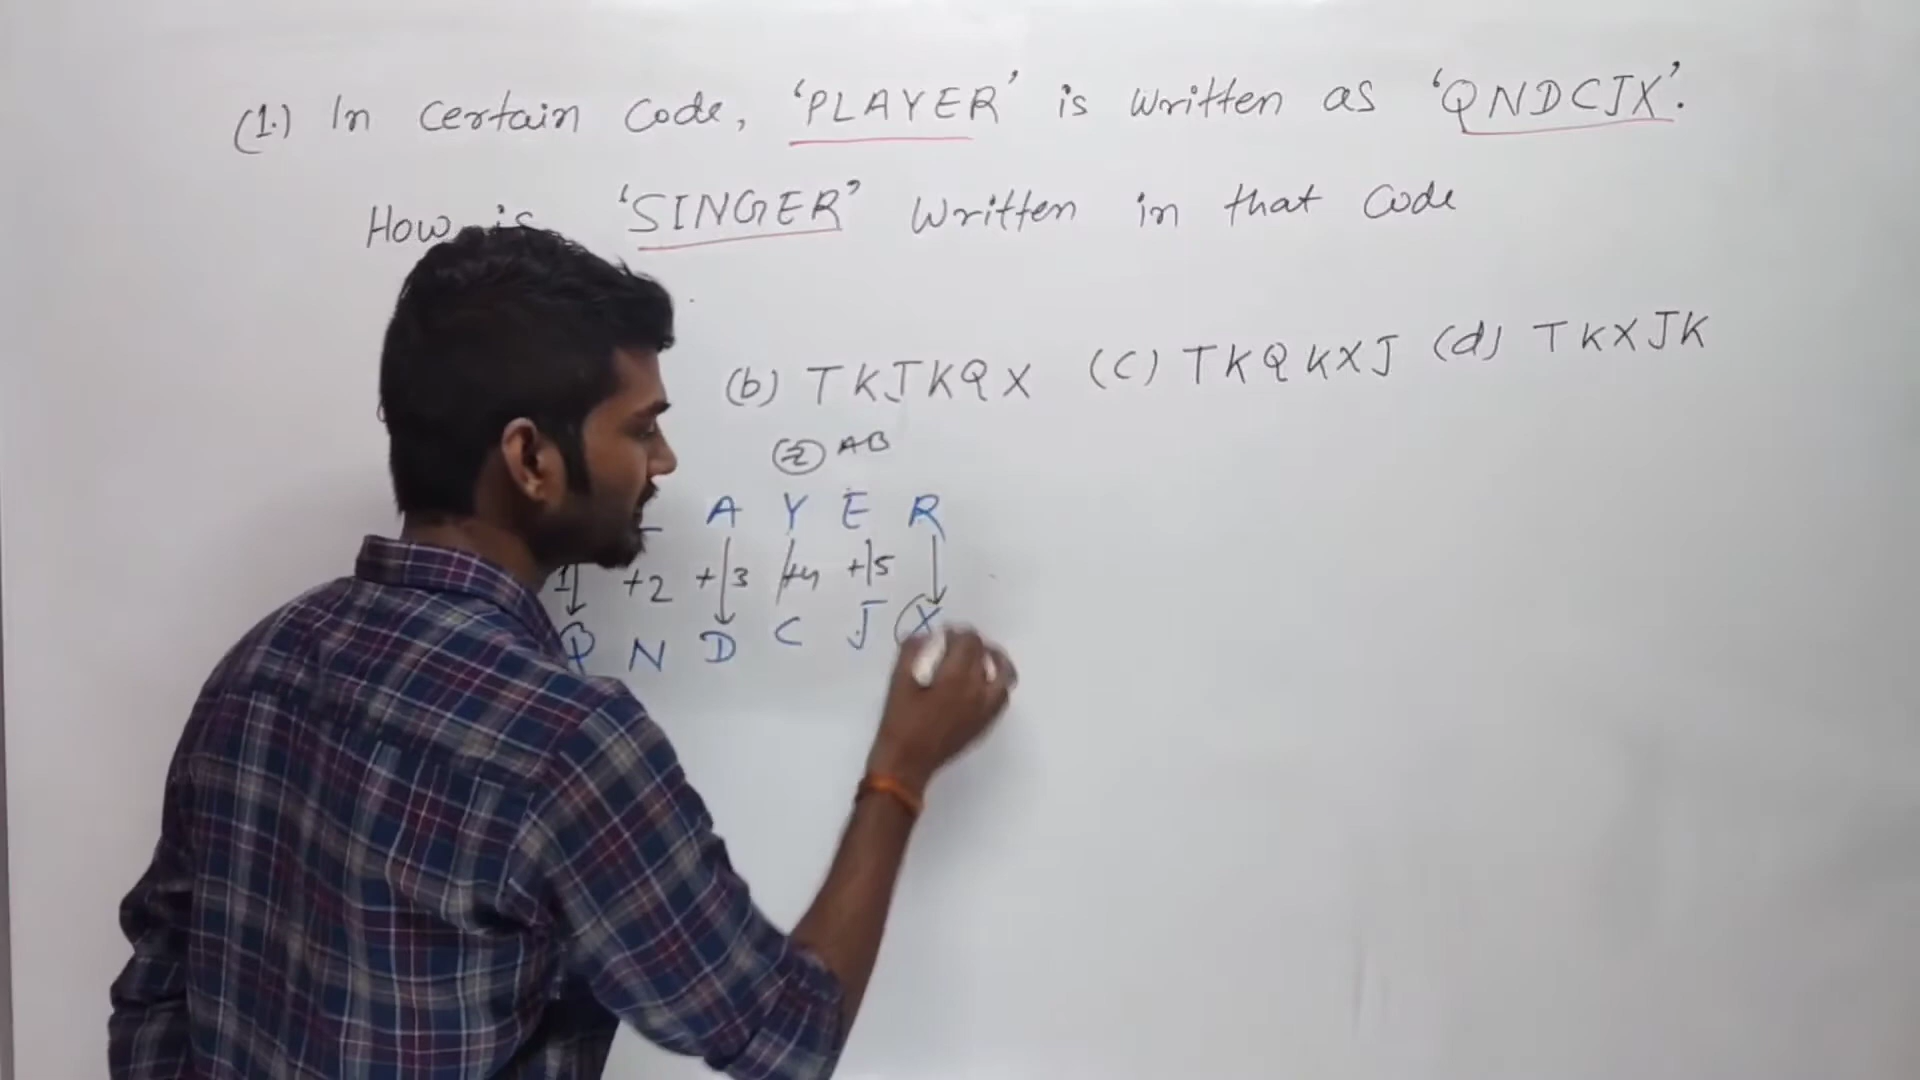 (1.) In Certain Code, 'PLAYER' is written as 'QNDCJX'.
How is 'SINGER' Written in that Code
(b) TKJKQX (c) TKQKXJ (d) TKXJK
Z AB
A Y E R
1 +2 +3 +4 +5
N D C J X